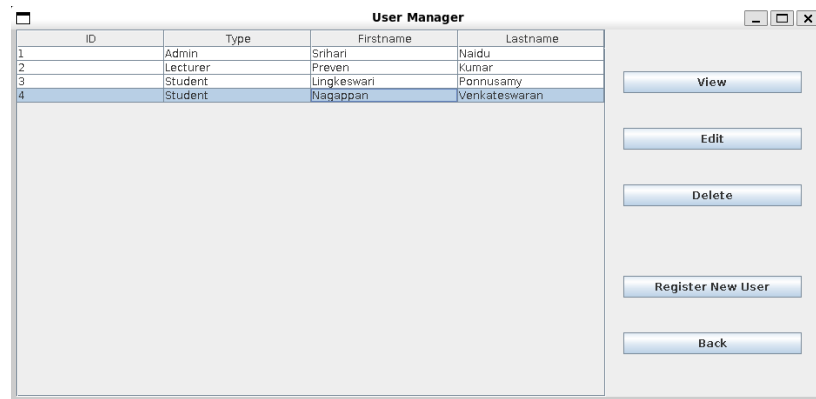 User Manager
ID Type Firstname Lastname
1 Admin Srihari Naidu
2 Lecturer Preven Kumar
3 Student Lingkeswari Ponnusamy
4 Student Nagappan Venkateswaran
View
Edit
Delete
Register New User
Back